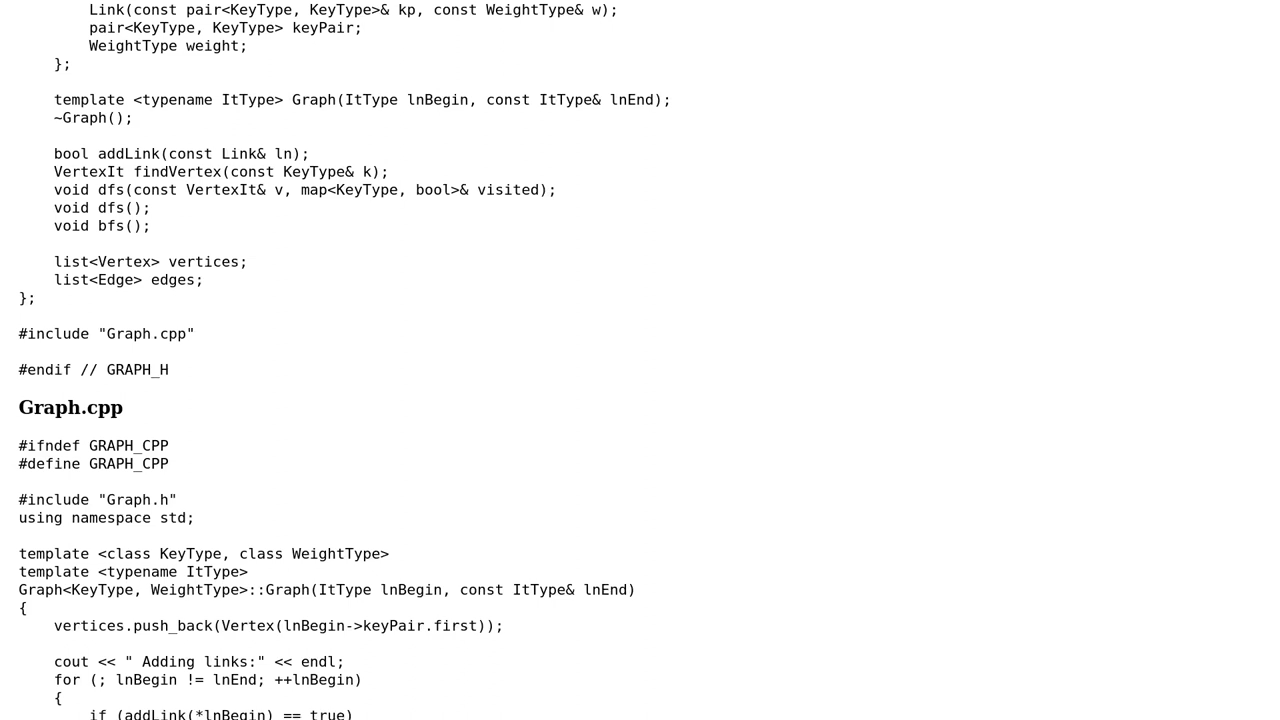 Link(const pair<KeyType, KeyType>& kp, const WeightType& w);
pair<KeyType, KeyType> keyPair;
WeightType weight;
};
template <typename ItType> Graph(ItType lnBegin, const ItType& lnEnd);
~Graph();
bool addLink(const Link& ln);
VertexIt findVertex(const KeyType& k);
void dfs(const VertexIt& v, map<KeyType, bool>& visited);
void dfs();
void bfs();
list<Vertex> vertices;
list<Edge> edges;
};
#include "Graph.cpp"
#endif // GRAPH_H
Graph.cpp
#ifndef GRAPH_CPP
#define GRAPH_CPP
#include "Graph.h"
using namespace std;
template <class KeyType, class WeightType>
template <typename ItType>
Graph<KeyType, WeightType>::Graph(ItType lnBegin, const ItType& lnEnd)
{
vertices.push_back(Vertex(lnBegin->keyPair.first));
cout << " Adding links:" << endl;
for (; lnBegin != lnEnd; ++lnBegin)
{
if (addLink(*lnBegin) == true)